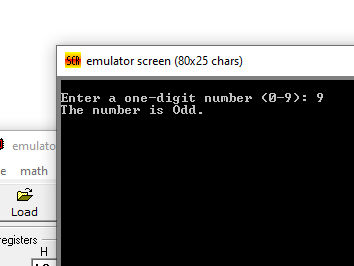 emulator screen (80x25 chars)
Enter a one-digit number (0-9): 9
The number is Odd.
emulato
e math
Load
registers
H